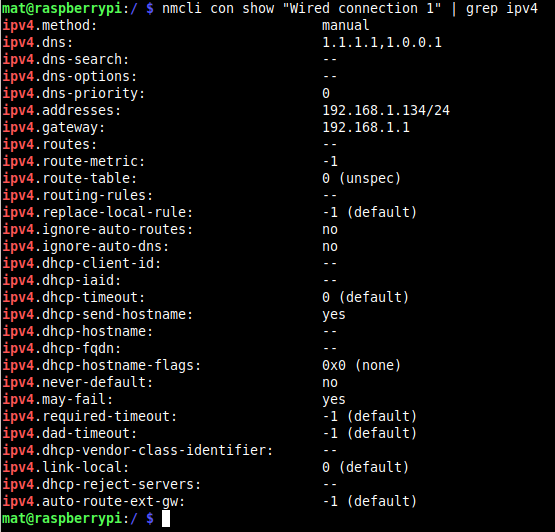 mat@raspberrypi:/ $ nmcli con show "Wired connection 1" | grep ipv4
ipv4.method: manual
ipv4.dns: 1.1.1.1,1.0.0.1
ipv4.dns-search: --
ipv4.dns-options: --
ipv4.dns-priority: 0
ipv4.addresses: 192.168.1.134/24
ipv4.gateway: 192.168.1.1
ipv4.routes: --
ipv4.route-metric: -1
ipv4.route-table: 0 (unspec)
ipv4.routing-rules: --
ipv4.replace-local-rule: -1 (default)
ipv4.ignore-auto-routes: no
ipv4.ignore-auto-dns: no
ipv4.dhcp-client-id: --
ipv4.dhcp-iaid: --
ipv4.dhcp-timeout: 0 (default)
ipv4.dhcp-send-hostname: yes
ipv4.dhcp-hostname: --
ipv4.dhcp-fqdn: --
ipv4.dhcp-hostname-flags: 0x0 (none)
ipv4.never-default: no
ipv4.may-fail: yes
ipv4.required-timeout: -1 (default)
ipv4.dad-timeout: -1 (default)
ipv4.dhcp-vendor-class-identifier: --
ipv4.link-local: 0 (default)
ipv4.dhcp-reject-servers: --
ipv4.auto-route-ext-gw: -1 (default)
mat@raspberrypi:/ $